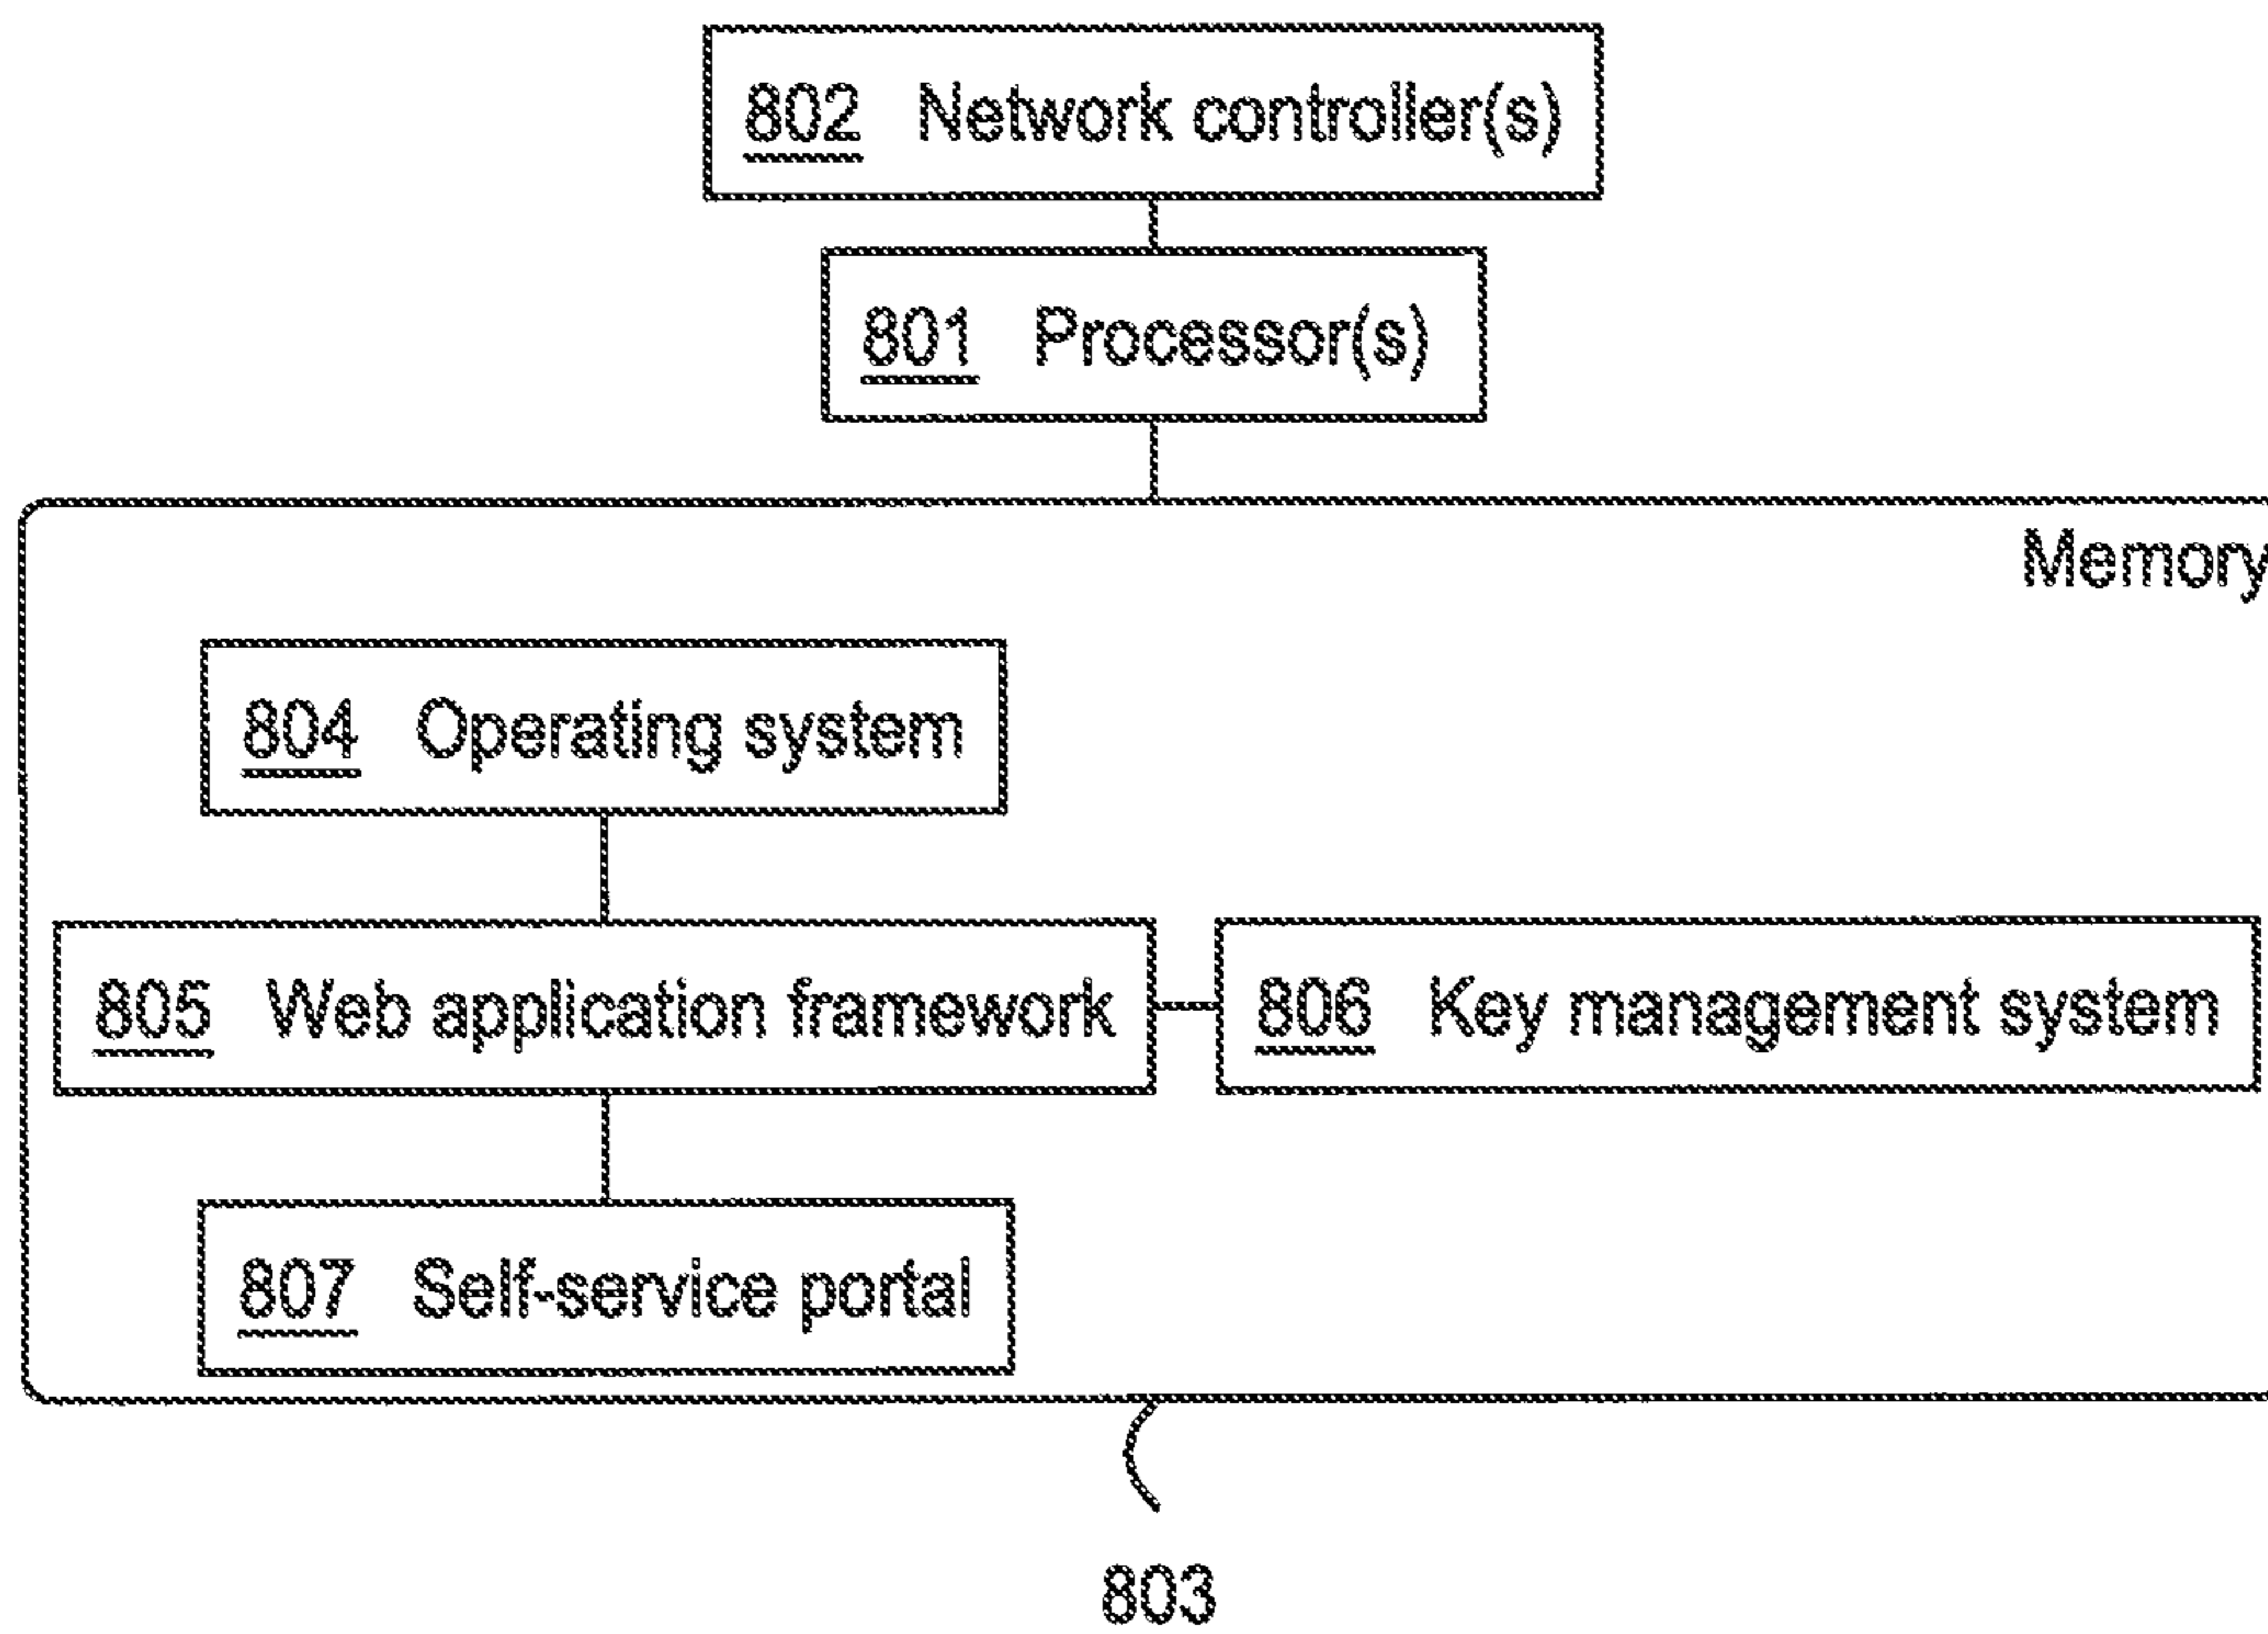 802 Network controller(s)
801 Processor(s)
Memory
804 Operating system
805 Web application framework
806 Key management system
807 Self-service portal
803